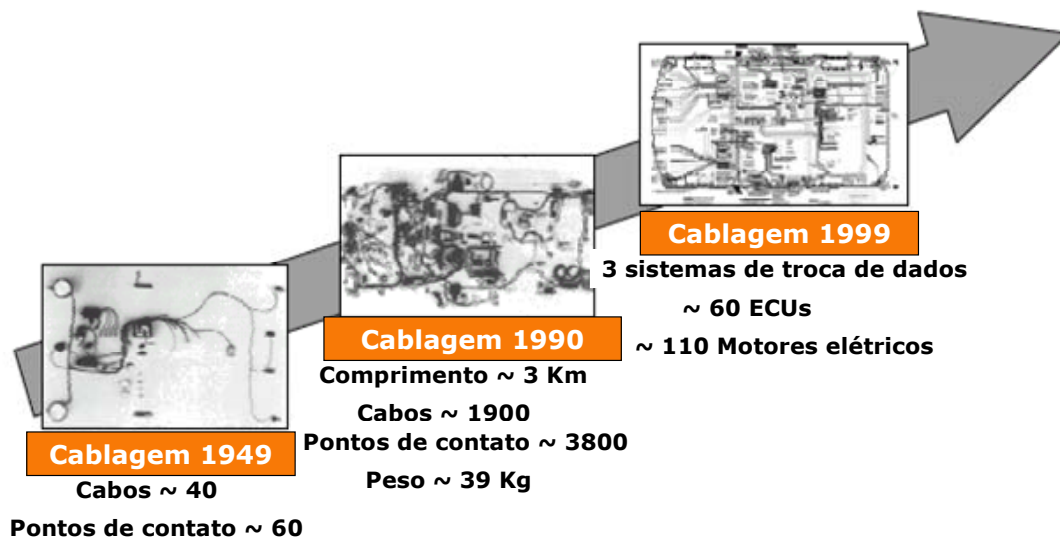 Cablagem 1949
Cabos ~ 40
Pontos de contato ~ 60
Cablagem 1990
Comprimento ~ 3 Km
Cabos ~ 1900
Pontos de contato ~ 3800
Peso ~ 39 Kg
Cablagem 1999
3 sistemas de troca de dados
~ 60 ECUs
~ 110 Motores elétricos